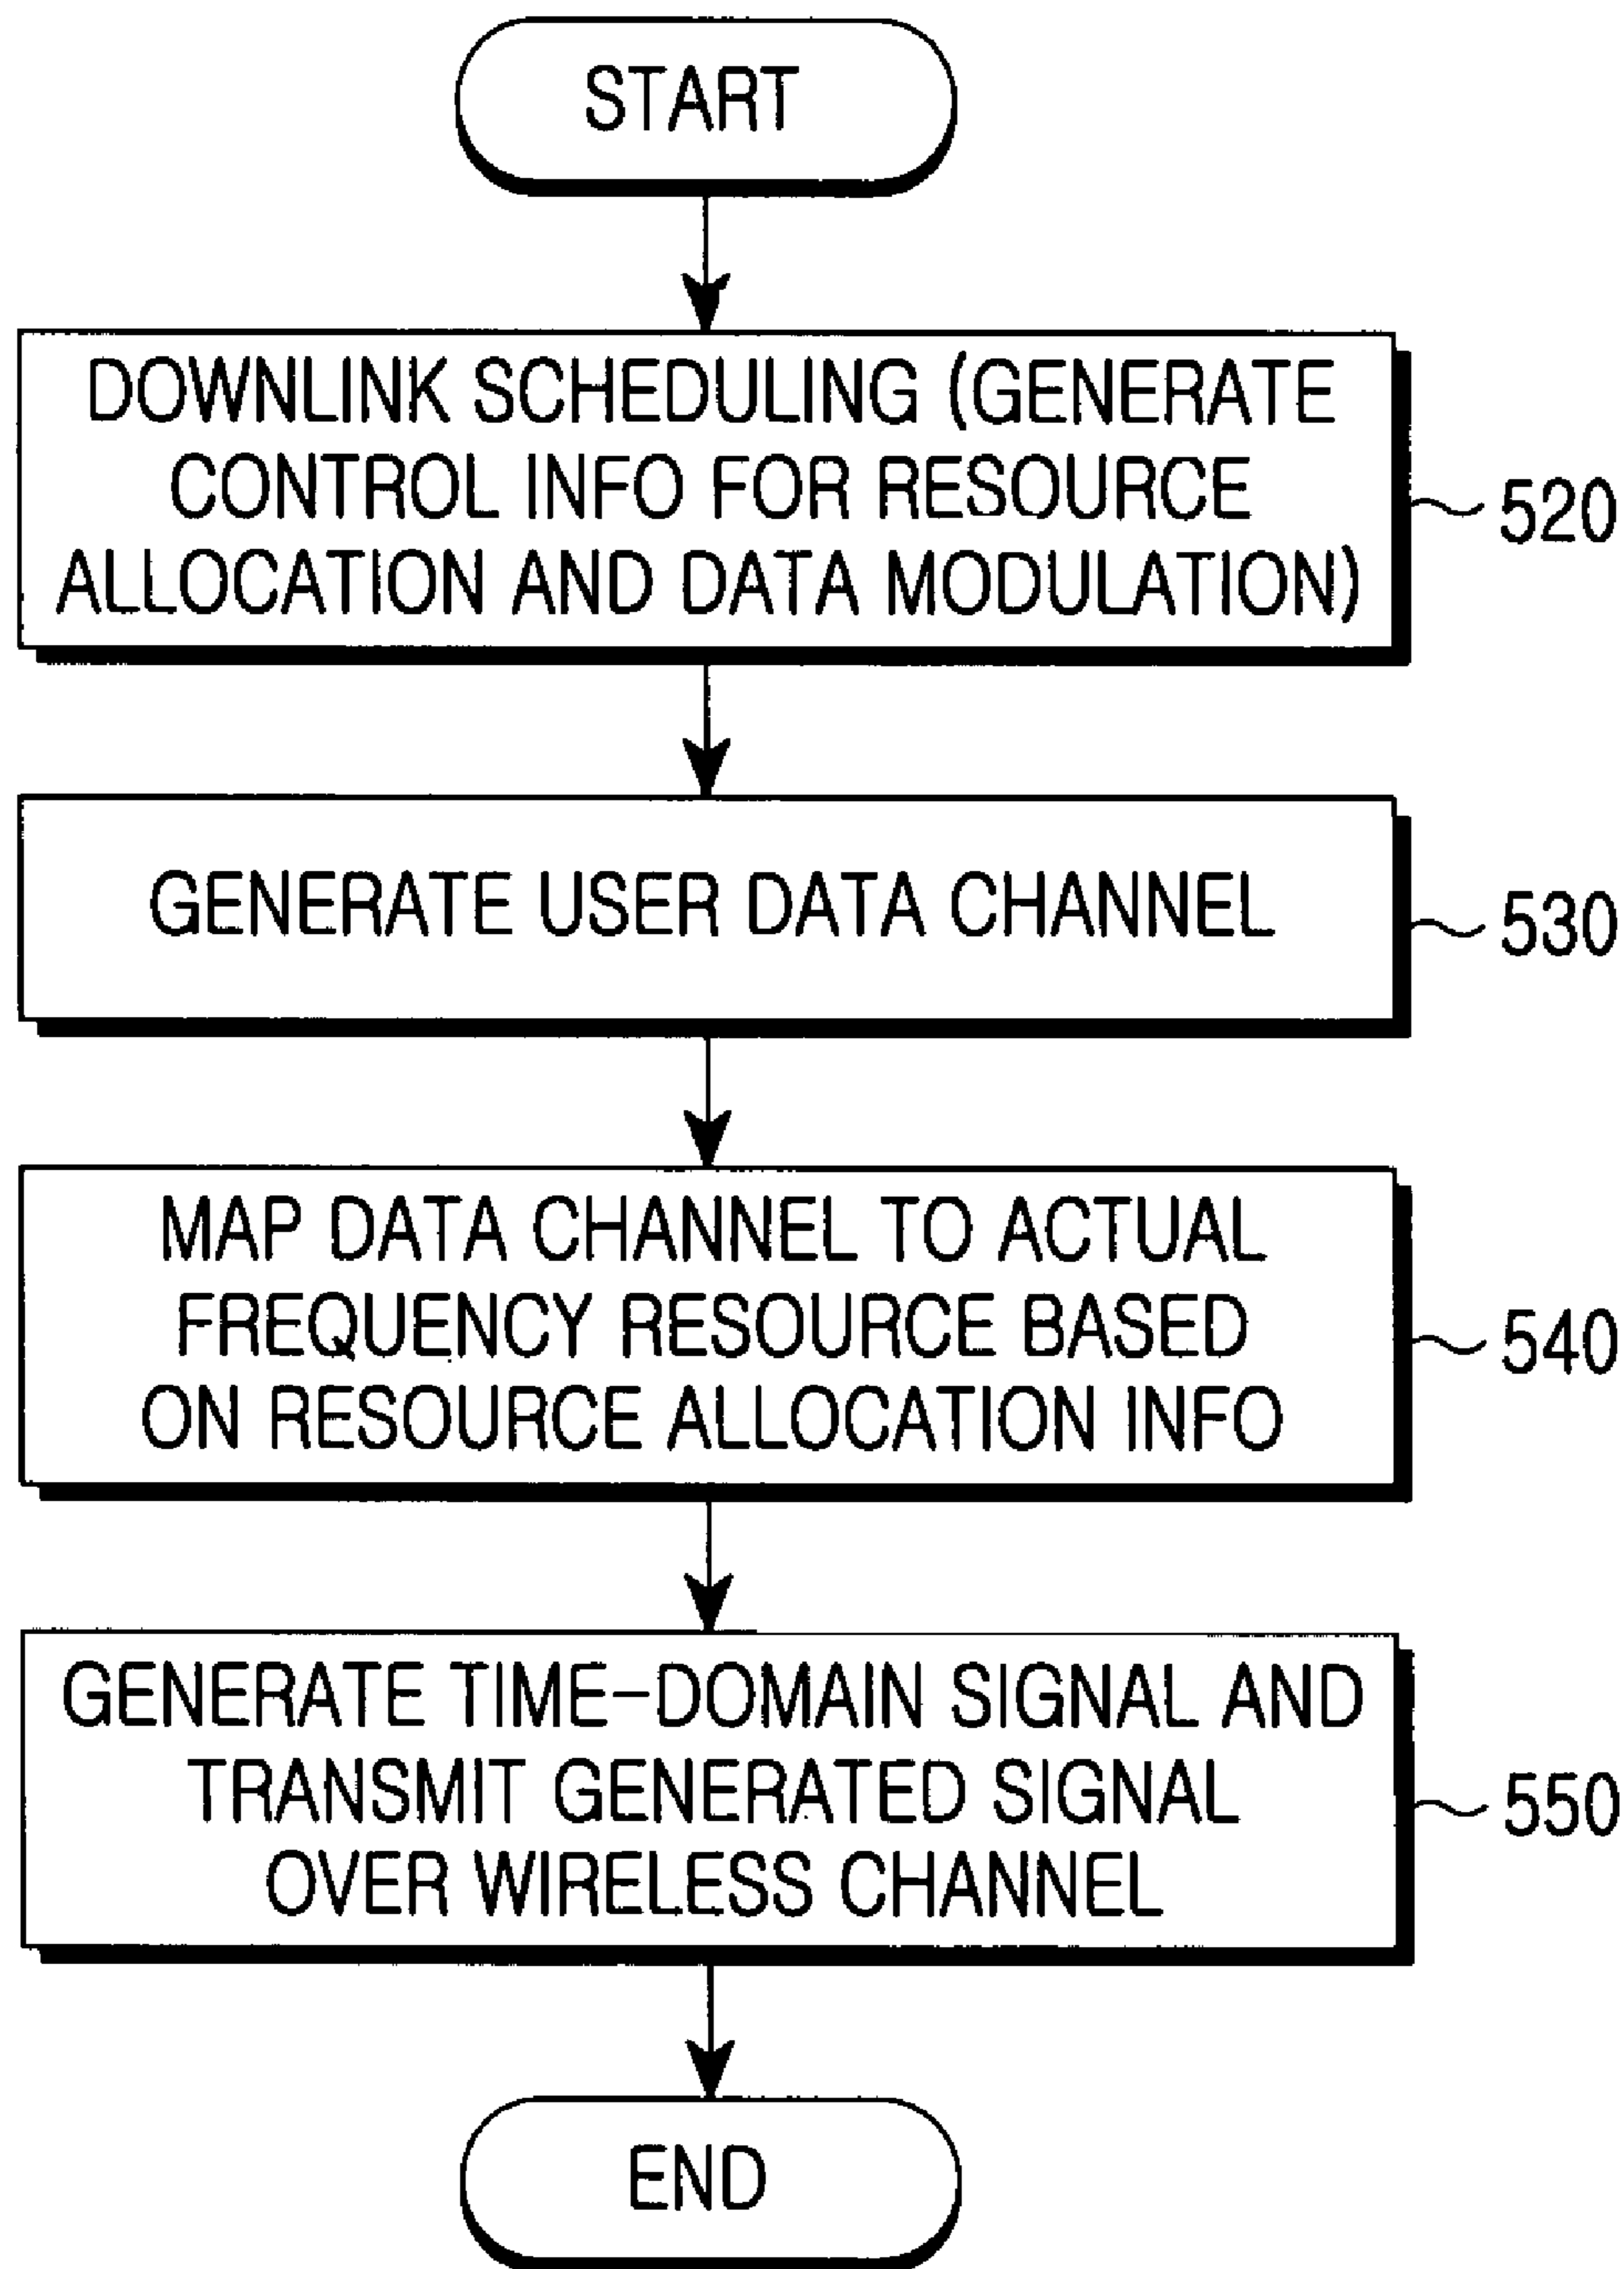 START
DOWNLINK SCHEDULING (GENERATE
CONTROL INFO FOR RESOURCE
ALLOCATION AND DATA MODULATION)
520
GENERATE USER DATA CHANNEL
530
MAP DATA CHANNEL TO ACTUAL
FREQUENCY RESOURCE BASED
ON RESOURCE ALLOCATION INFO
540
GENERATE TIME-DOMAIN SIGNAL AND
TRANSMIT GENERATED SIGNAL
OVER WIRELESS CHANNEL
550
END